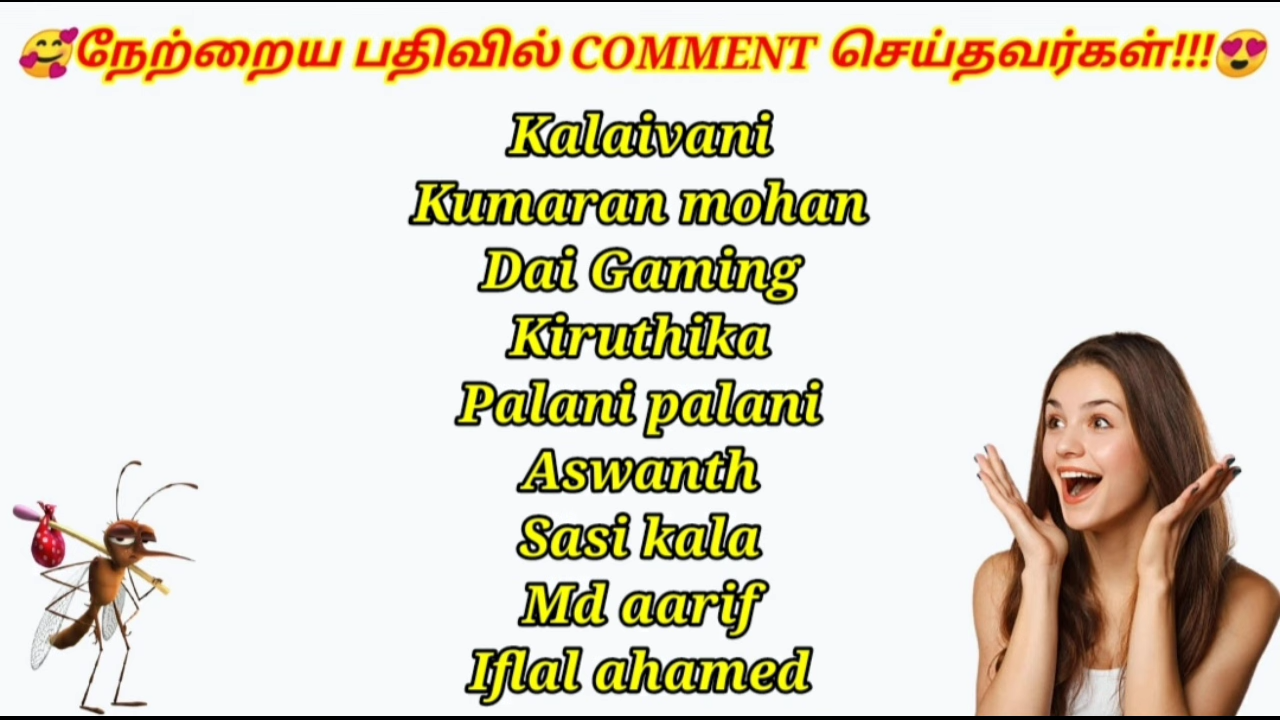 🥰நேற்றைய பதிவில் COMMENT செய்தவர்கள்!!!😍
Kalaivani
Kumaran mohan
Dai Gaming
Kiruthika
Palani palani
Aswanth
Sasi kala
Md aarif
Iflal ahamed